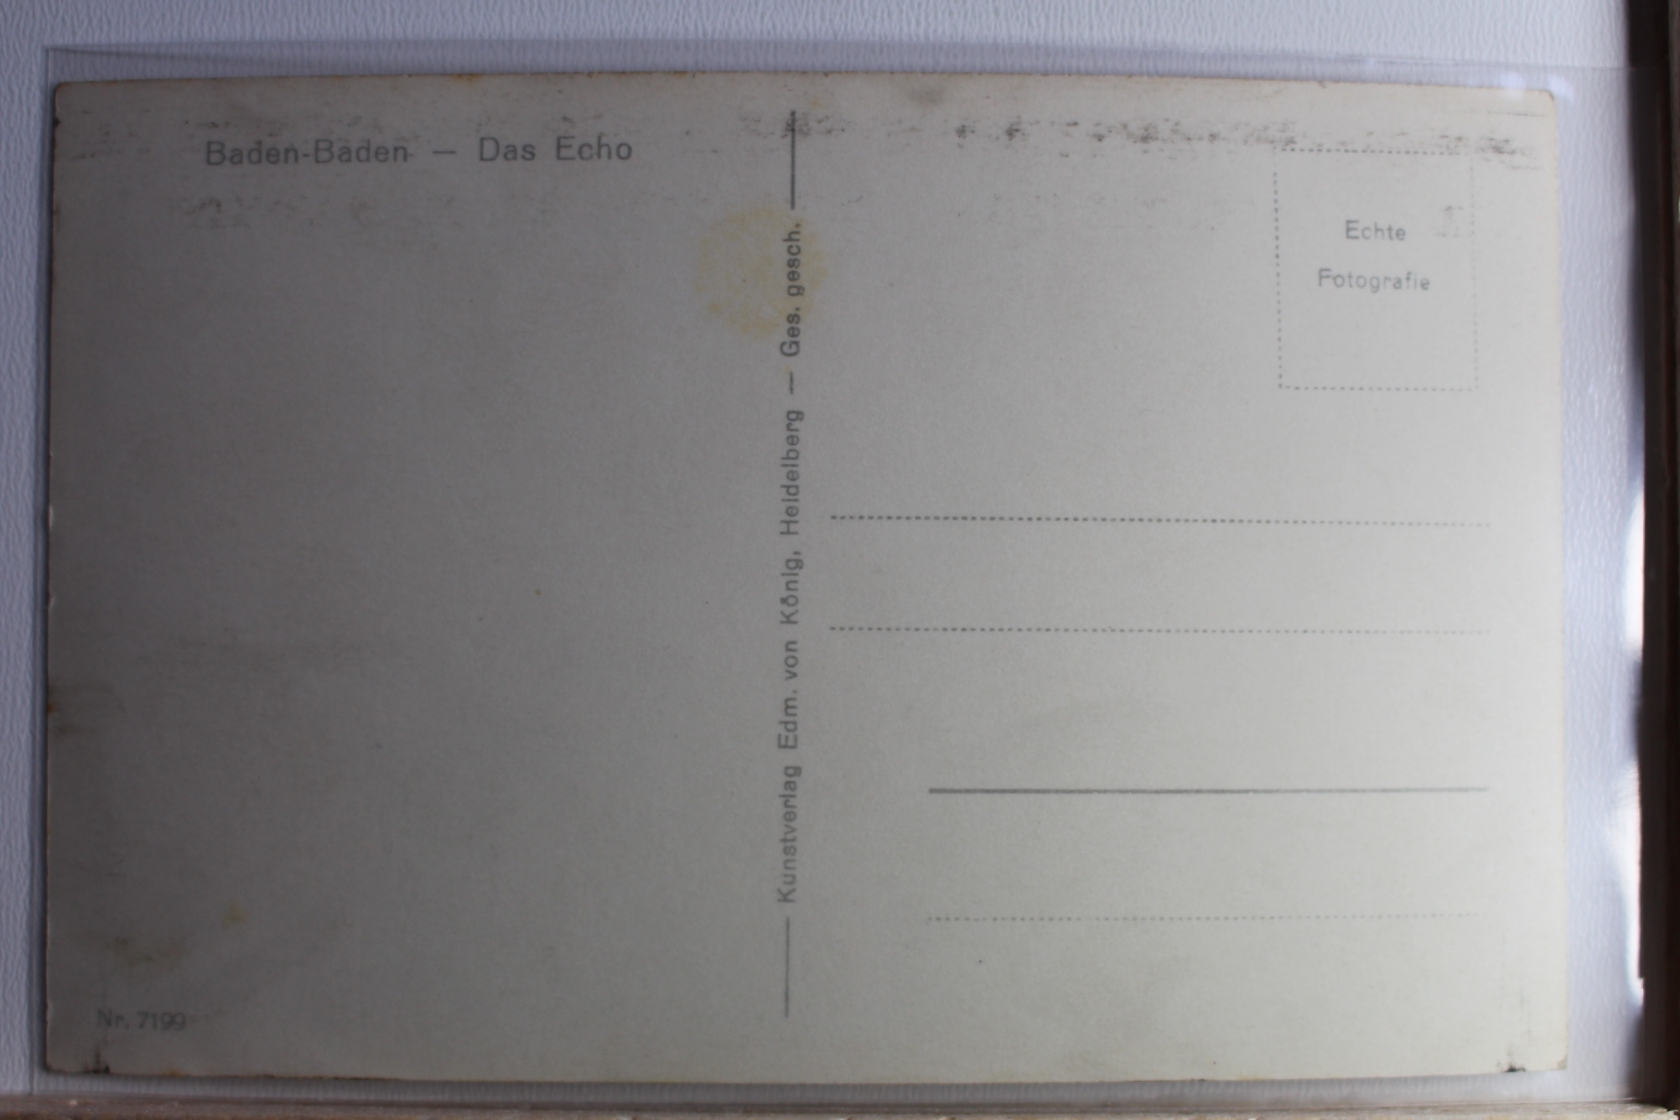 Baden-Baden — Das Echo
Kunstverlag Edm. von König, Heidelberg — Ges. gesch.
Echte
Fotografie
Nr. 7199